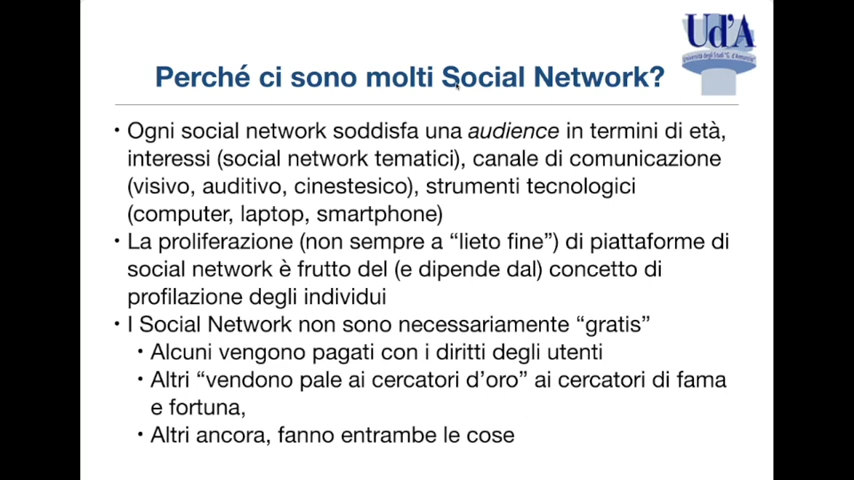 Ud'A
Università degli Studi "G. d'Annunzio"
Perché ci sono molti Social Network?
• Ogni social network soddisfa una audience in termini di età,
interessi (social network tematici), canale di comunicazione
(visivo, auditivo, cinestesico), strumenti tecnologici
(computer, laptop, smartphone)
• La proliferazione (non sempre a “lieto fine”) di piattaforme di
social network è frutto del (e dipende dal) concetto di
profilazione degli individui
• I Social Network non sono necessariamente “gratis”
• Alcuni vengono pagati con i diritti degli utenti
• Altri “vendono pale ai cercatori d’oro” ai cercatori di fama
e fortuna,
• Altri ancora, fanno entrambe le cose